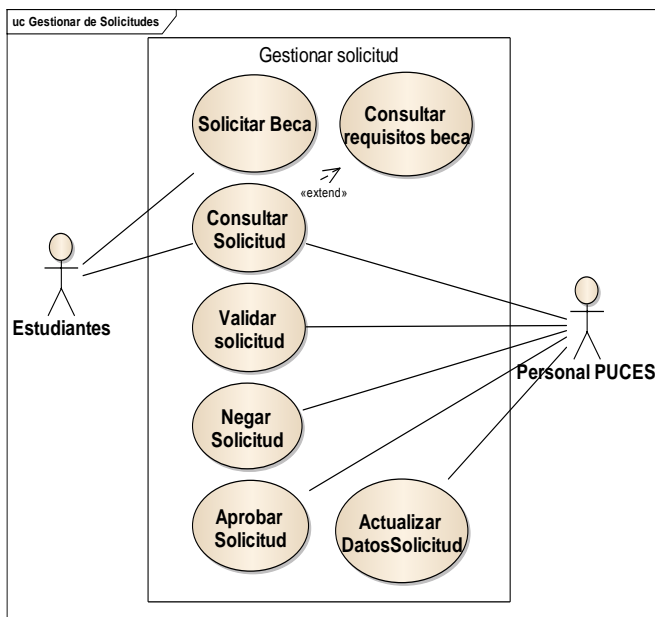 uc Gestionar de Solicitudes
Gestionar solicitud
Solicitar Beca
Consultar
requisitos beca
«extend»
Consultar
Solicitud
Estudiantes
Validar
solicitud
Personal PUCES
Negar
Solicitud
Aprobar
Solicitud
Actualizar
DatosSolicitud